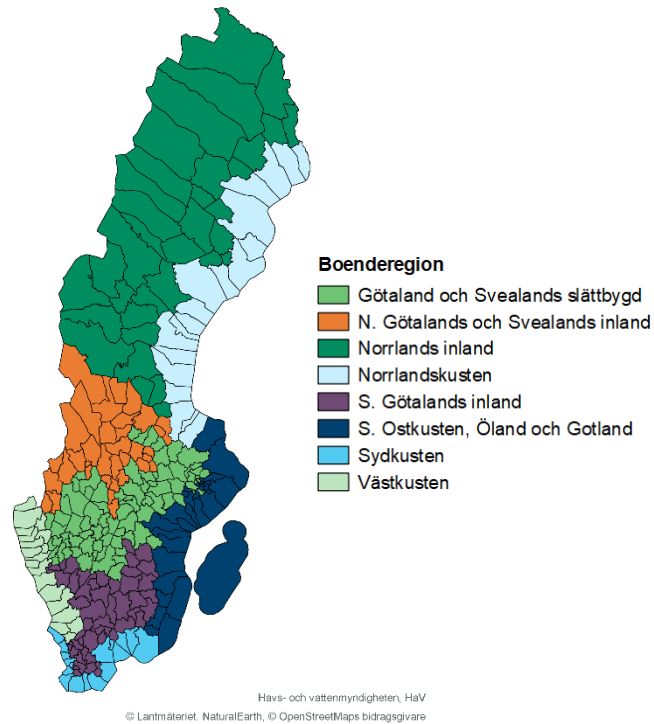 Boenderegion
Götaland och Svealands slättbygd
N. Götalands och Svealands inland
Norrlands inland
Norrlandskusten
S. Götalands inland
S. Ostkusten, Öland och Gotland
Sydkusten
Västkusten
Havs- och vattenmyndigheten, HaV
© Lantmäteriet. NaturalEarth, © OpenStreetMaps bidragsgivare